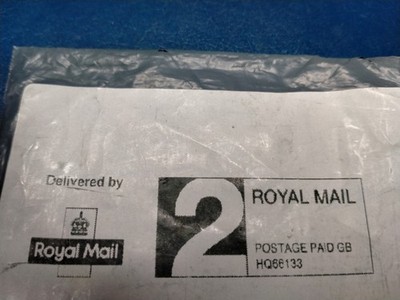 Delivered by
Royal Mail
2
ROYAL MAIL
POSTAGE PAID GB
HQ66133